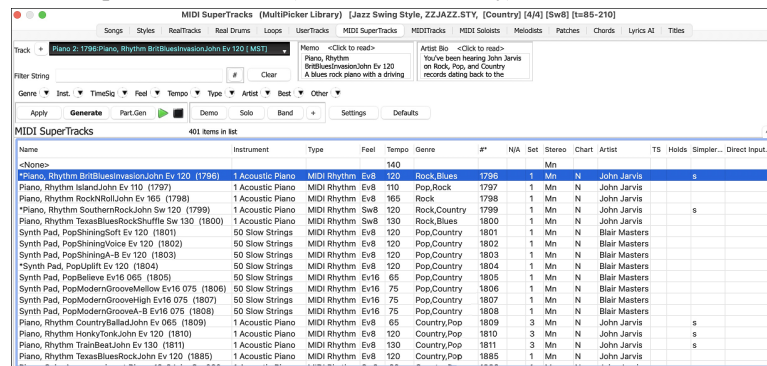 MIDI SuperTracks (MultiPicker Library) [Jazz Swing Style, ZZJAZZ.STY, [Country] [4/4] [Sw8] [t=85-210]
Songs Styles RealTracks Real Drums Loops UserTracks MIDI SuperTracks MIDITracks MIDI Soloists Melodists Patches Chords Lyrics AI Titles
Track + Piano 2: 1796:Piano, Rhythm BritBluesInvasionJohn Ev 120 [ MST]
Memo <Click to read>
Piano, Rhythm
BritBluesInvasionJohn Ev 120
A blues rock piano with a driving
Artist Bio <Click to read>
You've been hearing John Jarvis
on Rock, Pop, and Country
records dating back to the
Filter String # Clear
Genre Inst. TimeSig Feel Tempo Type Artist Best Other
Apply Generate Part.Gen Demo Solo Band + Settings Defaults
MIDI SuperTracks 401 items in list
Name Instrument Type Feel Tempo Genre #* N/A Set Stereo Chart Artist TS Holds Simpler... Direct Input.
<None> 140 Mn
*Piano, Rhythm BritBluesInvasionJohn Ev 120 (1796) 1 Acoustic Piano MIDI Rhythm Ev8 120 Rock,Blues 1796 1 Mn N John Jarvis s
Piano, Rhythm IslandJohn Ev 110 (1797) 1 Acoustic Piano MIDI Rhythm Ev8 110 Pop,Rock 1797 1 Mn N John Jarvis
Piano, Rhythm RockNRollJohn Ev 165 (1798) 1 Acoustic Piano MIDI Rhythm Ev8 165 Rock 1798 1 Mn N John Jarvis
*Piano, Rhythm SouthernRockJohn Sw 120 (1799) 1 Acoustic Piano MIDI Rhythm Sw8 120 Rock,Country 1799 1 Mn N John Jarvis s
Piano, Rhythm TexasBluesRockShuffle Sw 130 (1800) 1 Acoustic Piano MIDI Rhythm Sw8 130 Rock,Blues 1800 1 Mn N John Jarvis
Synth Pad, PopShiningSoft Ev 120 (1801) 50 Slow Strings MIDI Rhythm Ev8 120 Pop,Country 1801 1 Mn N Blair Masters
Synth Pad, PopShiningVoice Ev 120 (1802) 50 Slow Strings MIDI Rhythm Ev8 120 Pop,Country 1802 1 Mn N Blair Masters
Synth Pad, PopShiningA-B Ev 120 (1803) 50 Slow Strings MIDI Rhythm Ev8 120 Pop,Country 1803 1 Mn N Blair Masters
*Synth Pad, PopUplift Ev 120 (1804) 50 Slow Strings MIDI Rhythm Ev8 120 Pop,Country 1804 1 Mn N Blair Masters
Synth Pad, PopBelieve Ev16 065 (1805) 50 Slow Strings MIDI Rhythm Ev16 65 Pop,Country 1805 1 Mn N Blair Masters
Synth Pad, PopModernGrooveMellow Ev16 075 (1806) 50 Slow Strings MIDI Rhythm Ev16 75 Pop,Country 1806 1 Mn N Blair Masters
Synth Pad, PopModernGrooveHigh Ev16 075 (1807) 50 Slow Strings MIDI Rhythm Ev16 75 Pop,Country 1807 1 Mn N Blair Masters
Synth Pad, PopModernGrooveA-B Ev16 075 (1808) 50 Slow Strings MIDI Rhythm Ev16 75 Pop,Country 1808 1 Mn N Blair Masters
Piano, Rhythm CountryBalladJohn Ev 065 (1809) 1 Acoustic Piano MIDI Rhythm Ev8 65 Country,Pop 1809 3 Mn N John Jarvis s
Piano, Rhythm HonkyTonkJohn Ev 120 (1810) 1 Acoustic Piano MIDI Rhythm Ev8 120 Country,Pop 1810 3 Mn N John Jarvis s
Piano, Rhythm TrainBeatJohn Ev 130 (1811) 1 Acoustic Piano MIDI Rhythm Ev8 130 Country,Pop 1811 3 Mn N John Jarvis s
Piano, Rhythm TexasBluesRockJohn Ev 120 (1885) 1 Acoustic Piano MIDI Rhythm Ev8 120 Country,Pop 1885 1 Mn N John Jarvis